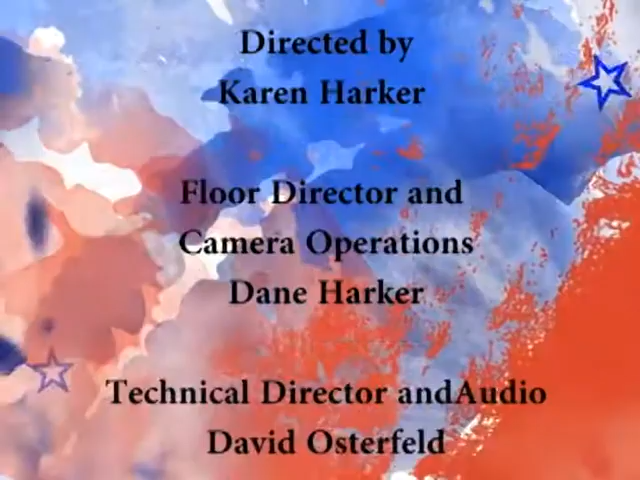 Directed by
Karen Harker
Floor Director and
Camera Operations
Dane Harker
Technical Director andAudio
David Osterfeld